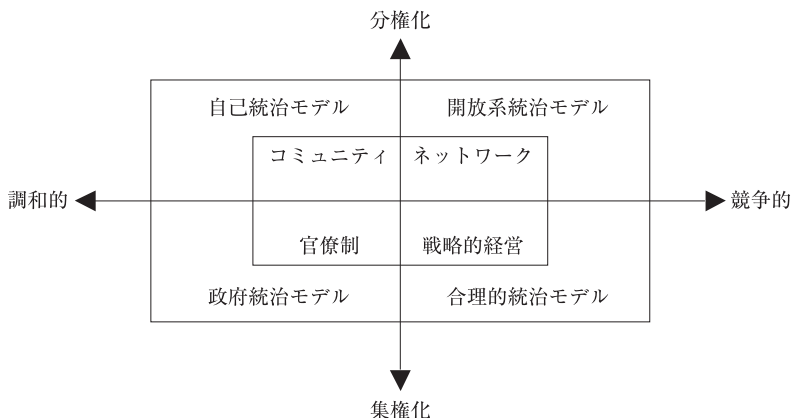 分権化
自己統治モデル 開放系統治モデル
コミュニティ ネットワーク
調和的 競争的
官僚制 戦略的経営
政府統治モデル 合理的統治モデル
集権化